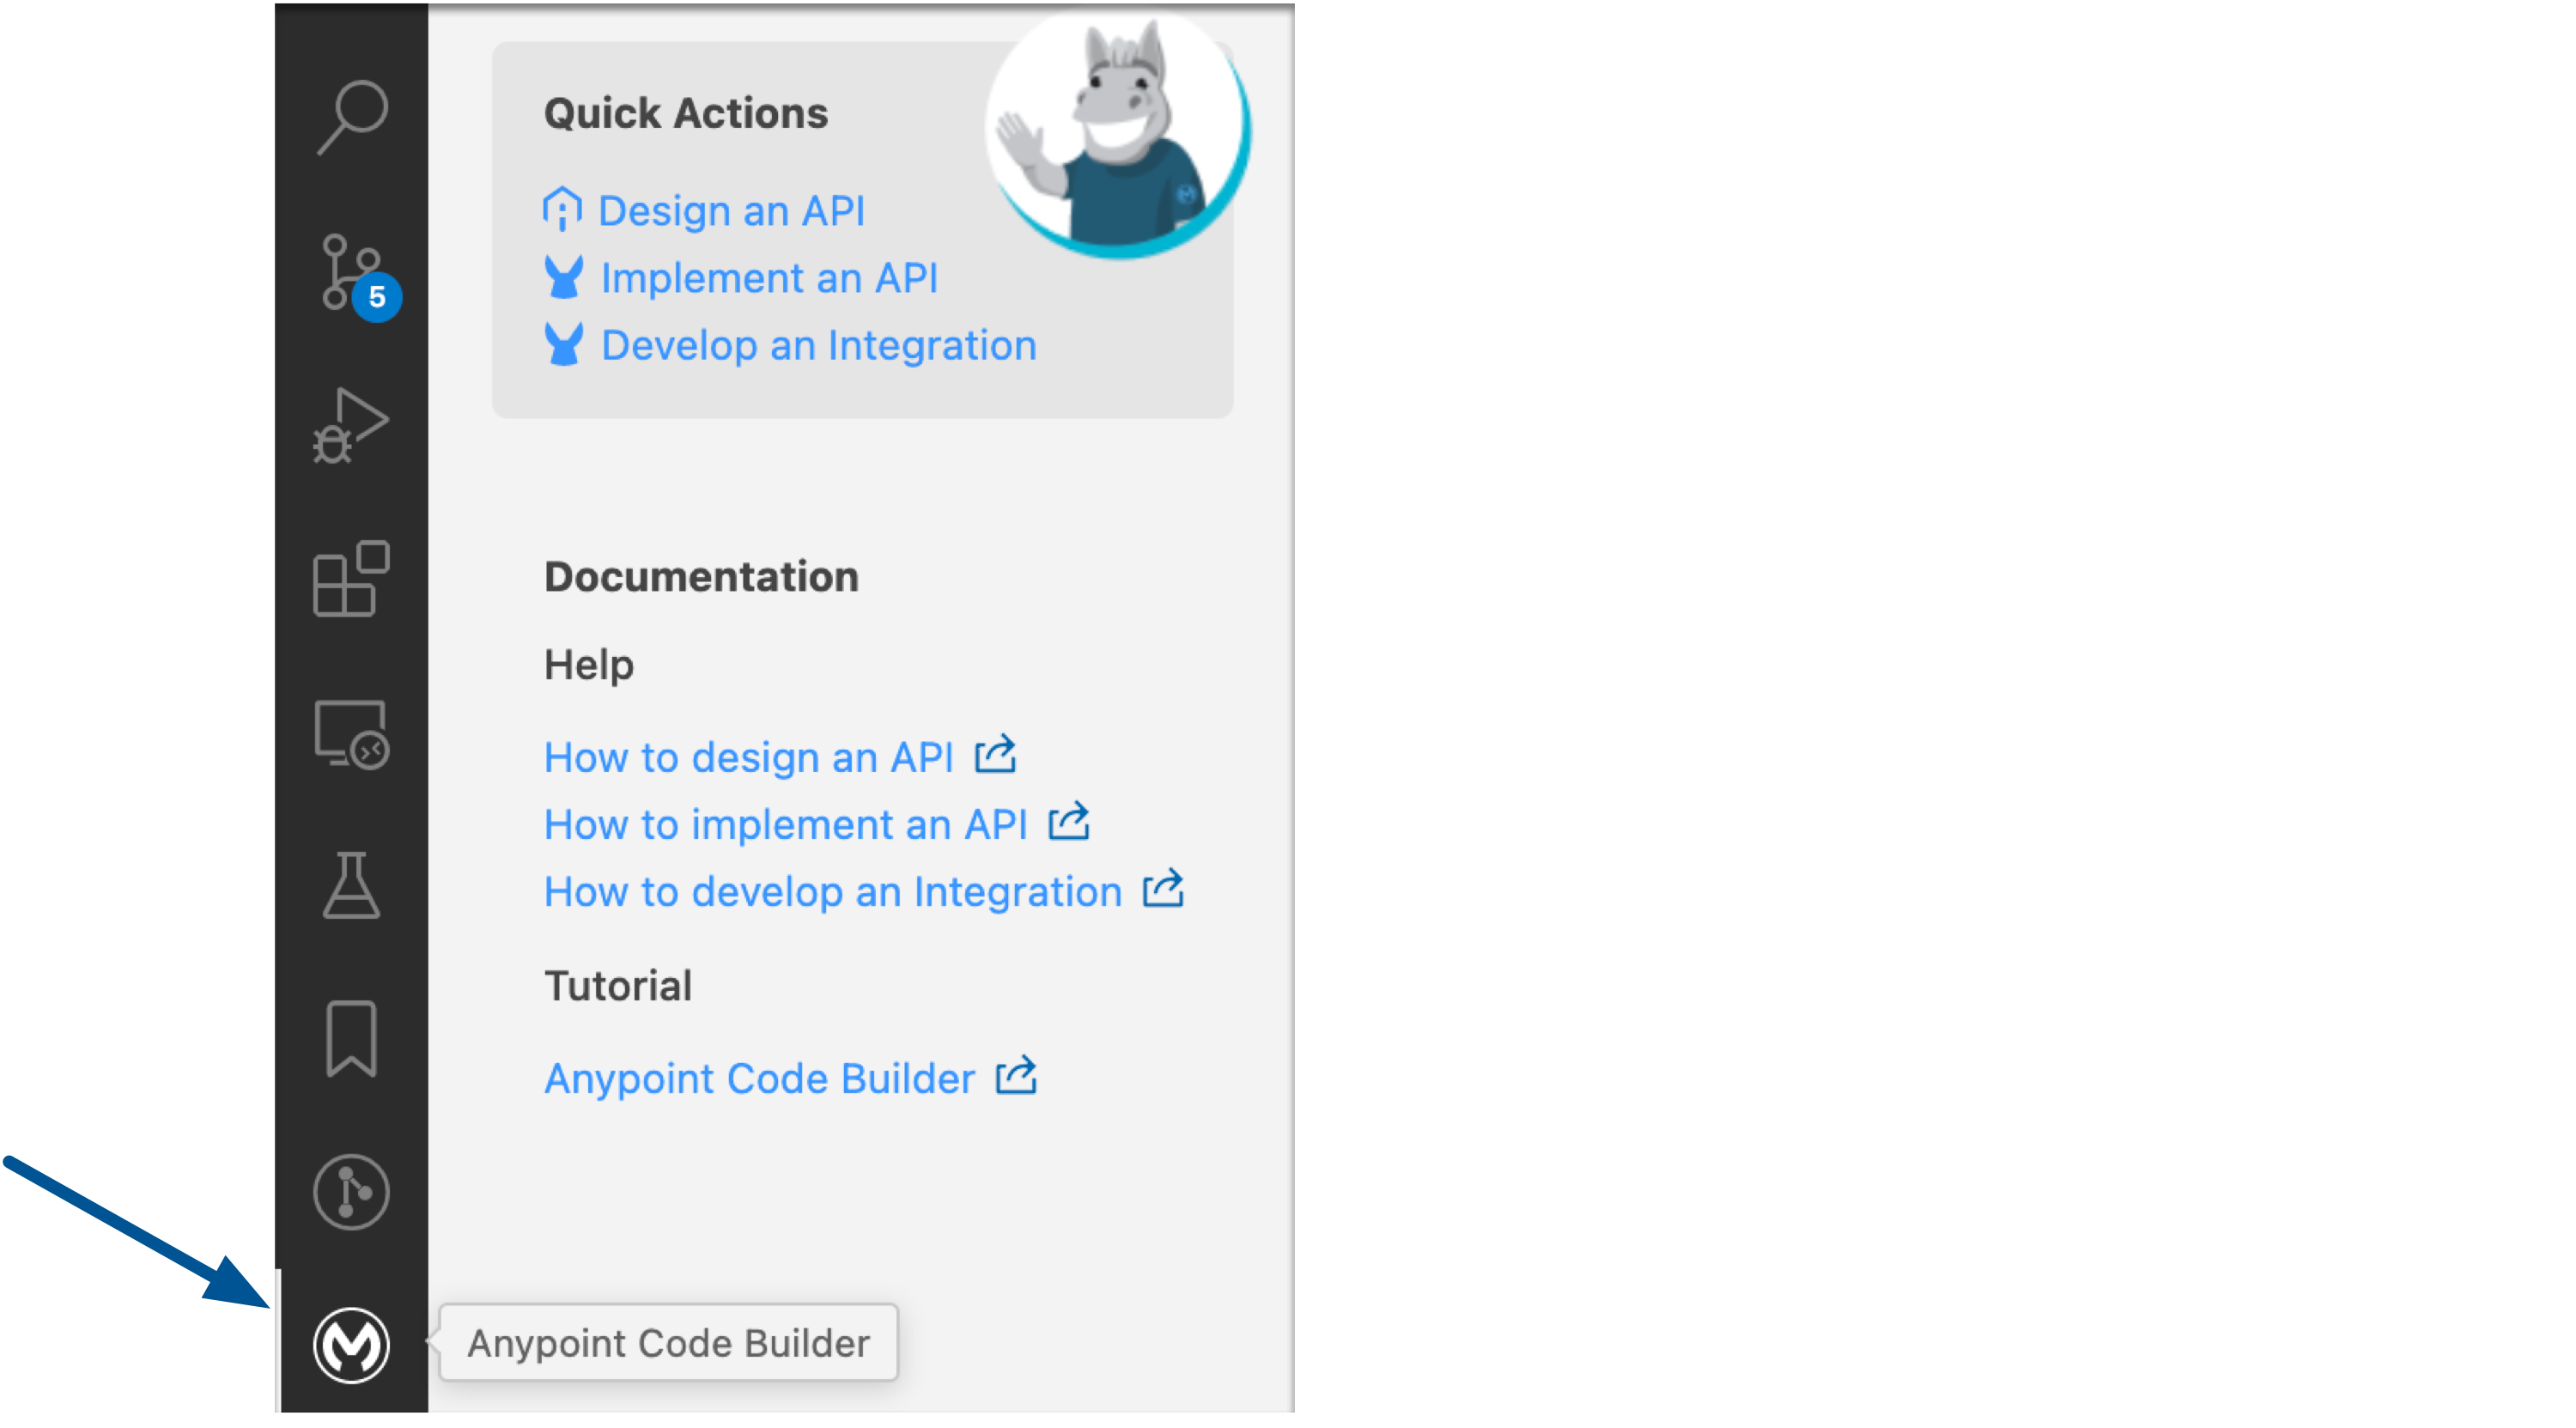 Quick Actions
Design an API
Implement an API
Develop an Integration
5
Documentation
Help
How to design an API
How to implement an API
How to develop an Integration
Tutorial
Anypoint Code Builder
Anypoint Code Builder